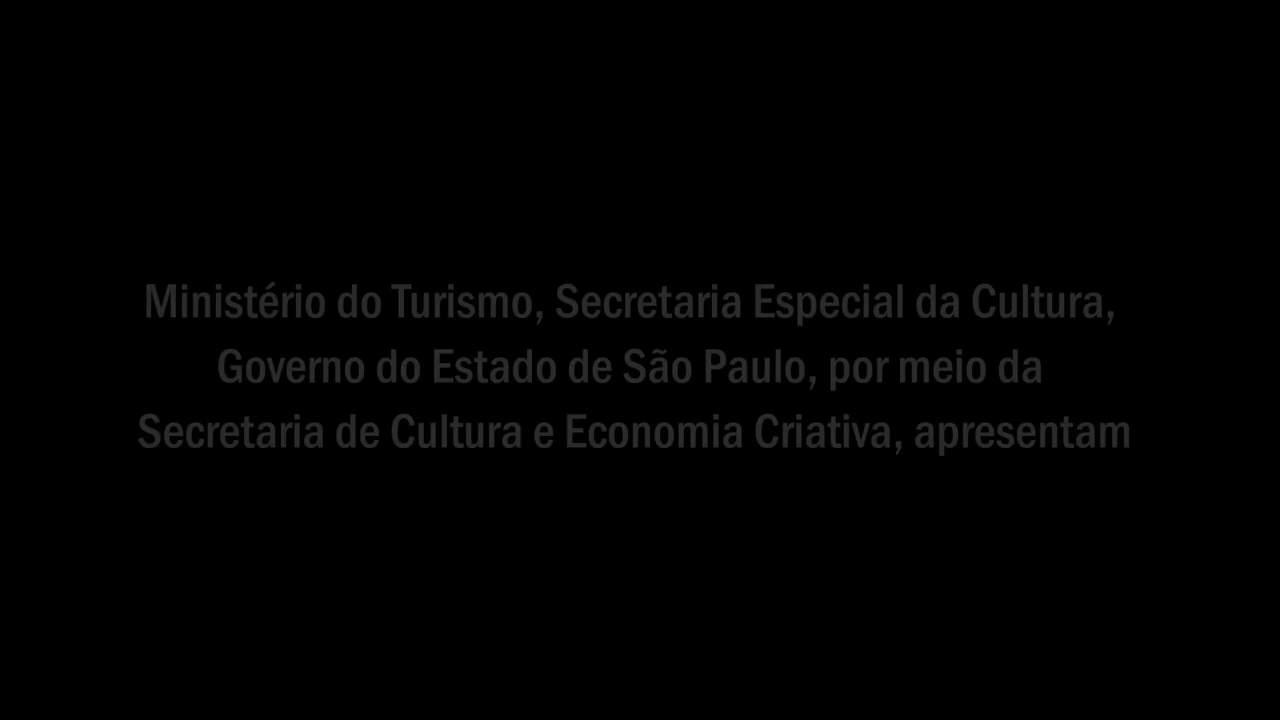 Ministério do Turismo, Secretaria Especial da Cultura,
Governo do Estado de São Paulo, por meio da
Secretaria de Cultura e Economia Criativa, apresentam